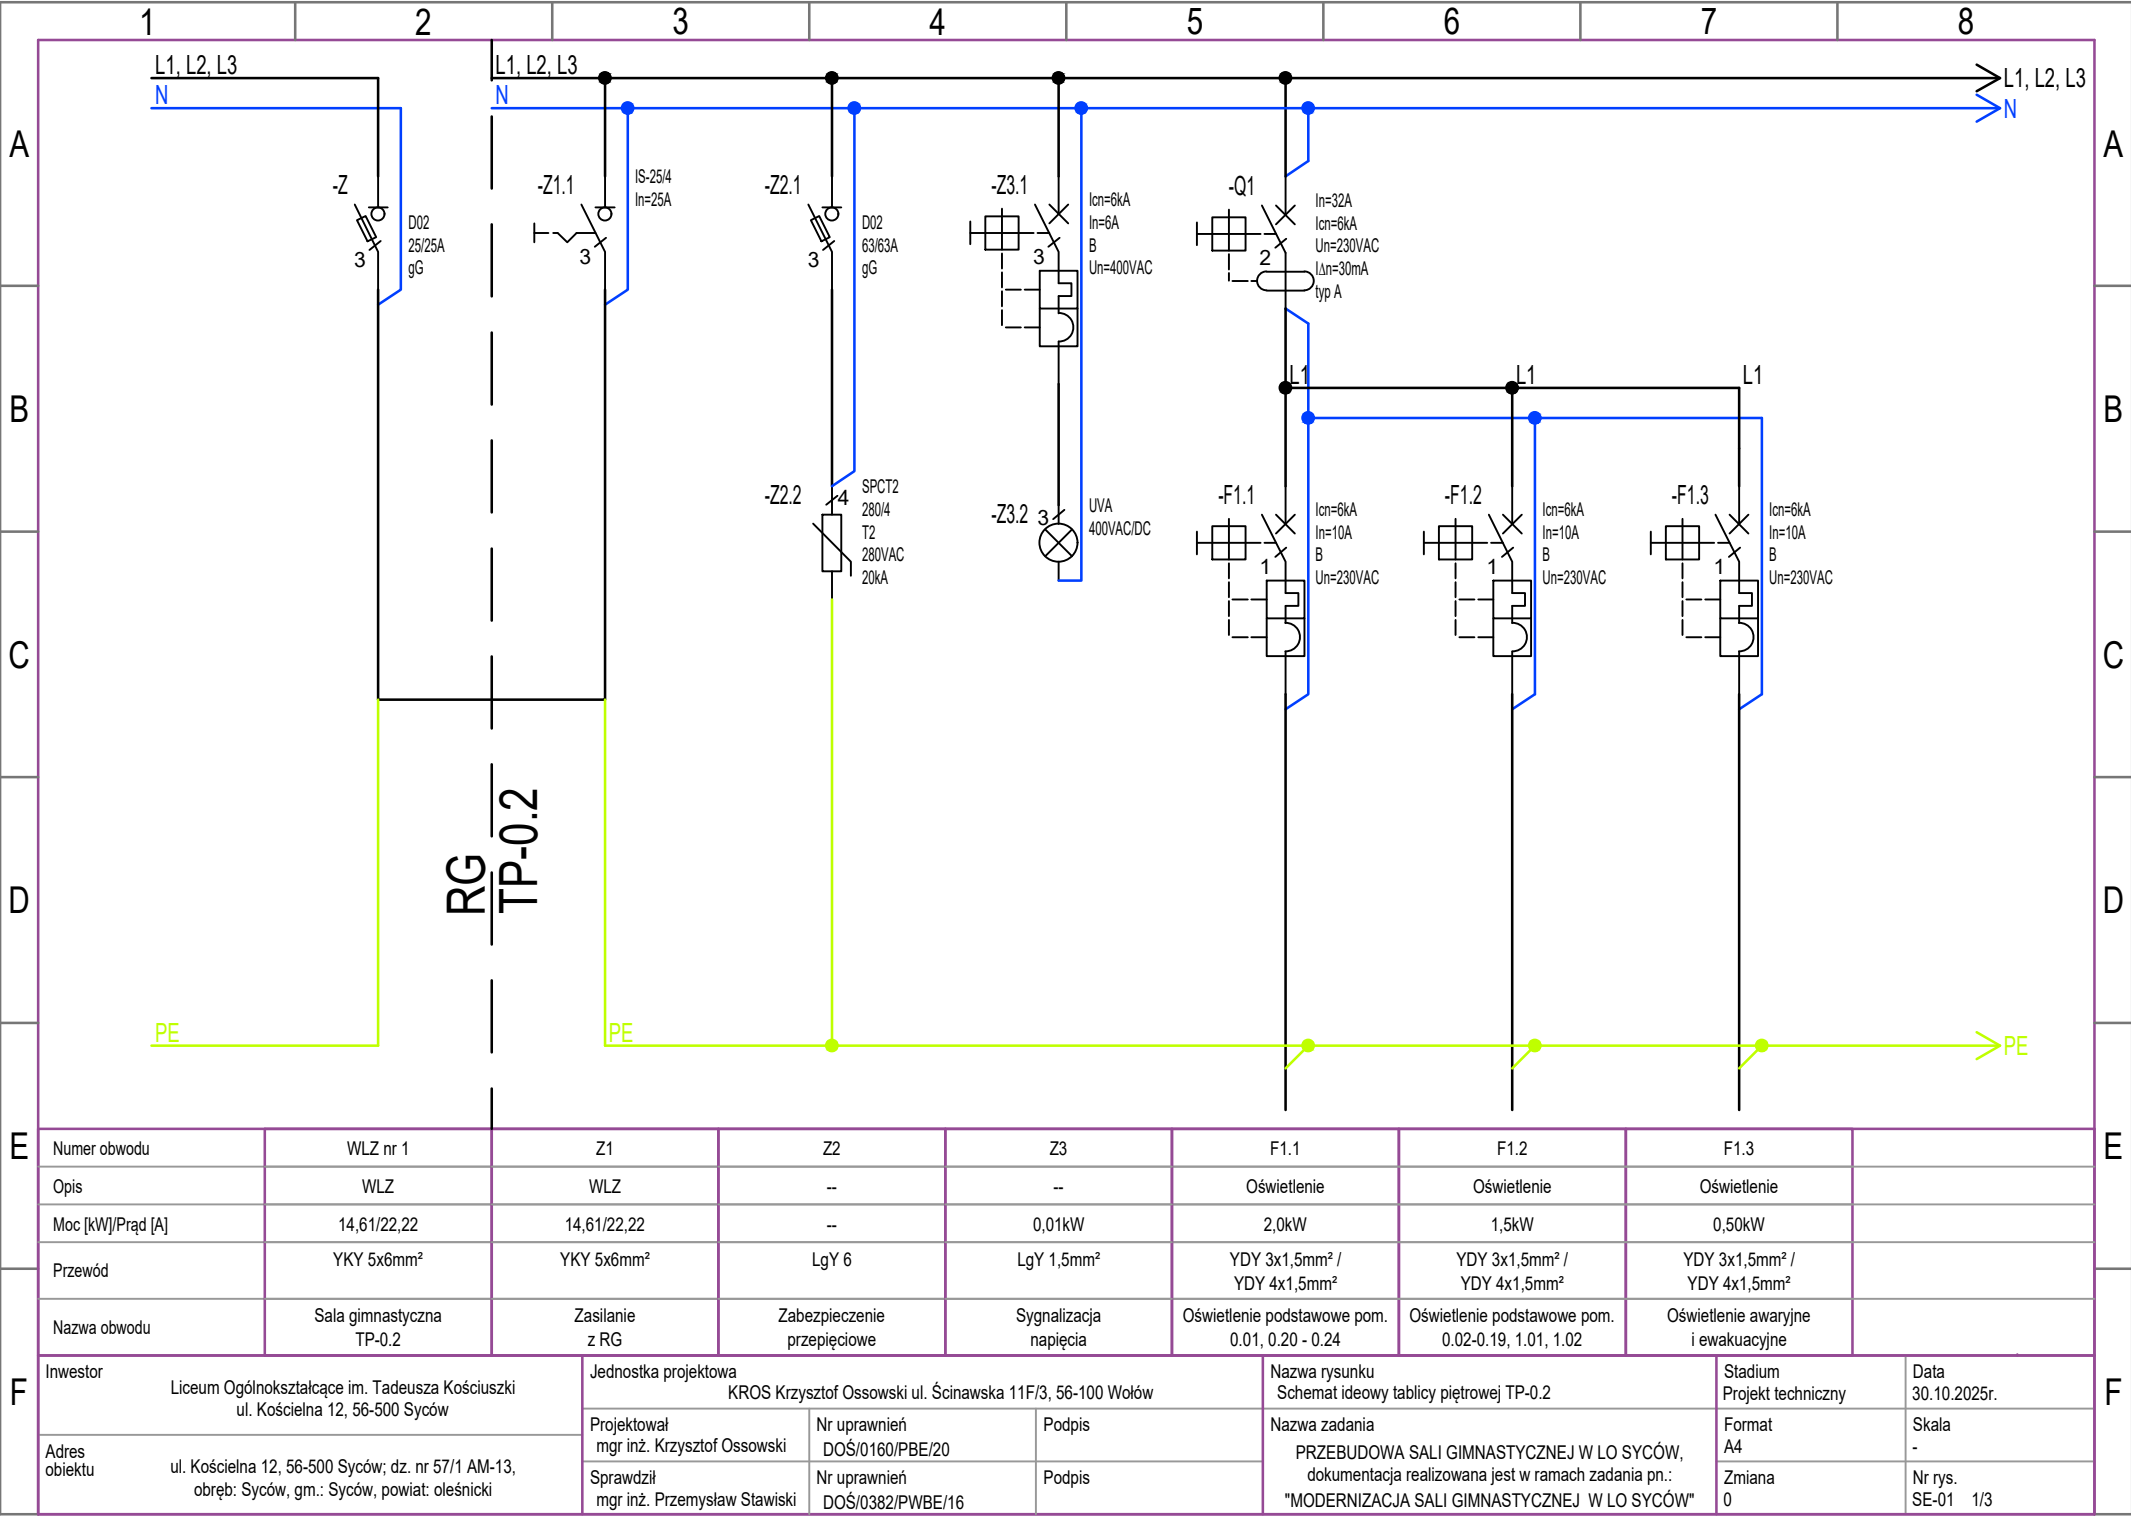 1 2 3 4 5 6 7 8
L1, L2, L3
L1, L2, L3
L1, L2, L3
N
N
N
A
A
-Z
D02
25/25A
gG
3
-Z1.1
IS-25/4
In=25A
3
-Z2.1
D02
63/63A
gG
3
-Z3.1
Icn=6kA
In=6A
B
Un=400VAC
3
-Q1
In=32A
Icn=6kA
Un=230VAC
IΔn=30mA
typ A
2
B
B
L1
L1
L1
-Z2.2
4
SPCT2
280/4
T2
280VAC
20kA
-Z3.2
3
UVA
400VAC/DC
-F1.1
Icn=6kA
In=10A
B
Un=230VAC
1
-F1.2
Icn=6kA
In=10A
B
Un=230VAC
1
-F1.3
Icn=6kA
In=10A
B
Un=230VAC
1
C
C
RG
TP-0.2
D
D
PE
PE
PE
E
E
Numer obwodu WLZ nr 1 Z1 Z2 Z3 F1.1 F1.2 F1.3
Opis WLZ WLZ -- -- Oświetlenie Oświetlenie Oświetlenie
Moc [kW]/Prąd [A] 14,61/22,22 14,61/22,22 -- 0,01kW 2,0kW 1,5kW 0,50kW
Przewód YKY 5x6mm² YKY 5x6mm² LgY 6 LgY 1,5mm² YDY 3x1,5mm² / YDY 3x1,5mm² / YDY 3x1,5mm² /
YDY 4x1,5mm² YDY 4x1,5mm² YDY 4x1,5mm²
Nazwa obwodu Sala gimnastyczna Zasilanie Zabezpieczenie Sygnalizacja Oświetlenie podstawowe pom. Oświetlenie podstawowe pom. Oświetlenie awaryjne
TP-0.2 z RG przepięciowe napięcia 0.01, 0.20 - 0.24 0.02-0.19, 1.01, 1.02 i ewakuacyjne
F
F
Inwestor
Liceum Ogólnokształcące im. Tadeusza Kościuszki
ul. Kościelna 12, 56-500 Syców
Adres
obiektu
ul. Kościelna 12, 56-500 Syców; dz. nr 57/1 AM-13,
obręb: Syców, gm.: Syców, powiat: oleśnicki
Jednostka projektowa
KROS Krzysztof Ossowski ul. Ścinawska 11F/3, 56-100 Wołów
Projektował
mgr inż. Krzysztof Ossowski
Nr uprawnień
DOŚ/0160/PBE/20
Podpis
Sprawdził
mgr inż. Przemysław Stawiski
Nr uprawnień
DOŚ/0382/PWBE/16
Podpis
Nazwa rysunku
Schemat ideowy tablicy piętrowej TP-0.2
Nazwa zadania
PRZEBUDOWA SALI GIMNASTYCZNEJ W LO SYCÓW,
dokumentacja realizowana jest w ramach zadania pn.:
"MODERNIZACJA SALI GIMNASTYCZNEJ W LO SYCÓW"
Stadium
Projekt techniczny
Data
30.10.2025r.
Format
A4
Skala
-
Zmiana
0
Nr rys.
SE-01 1/3